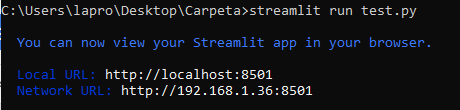 C:\Users\lapro\Desktop\Carpeta>streamlit run test.py
You can now view your Streamlit app in your browser.
Local URL: http://localhost:8501
Network URL: http://192.168.1.36:8501